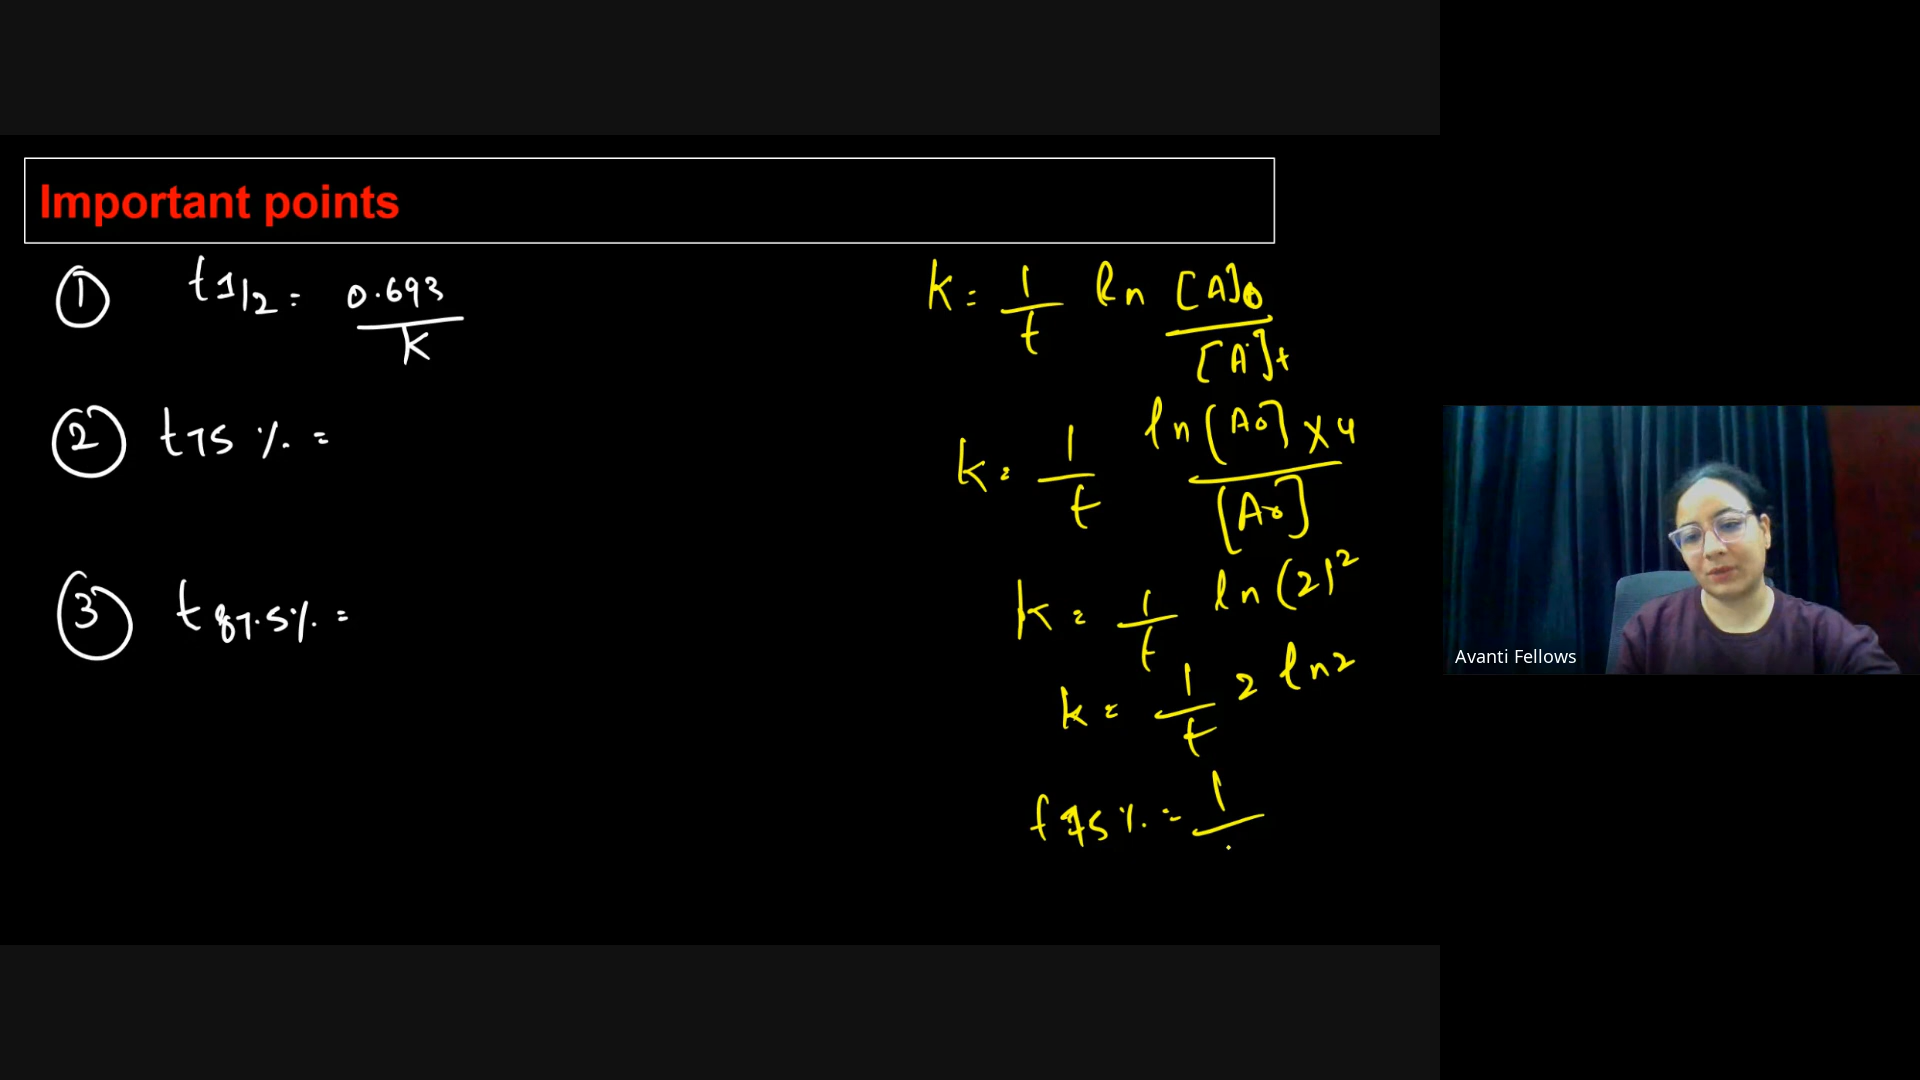 Important points
① t1/2 = 0.693/K
② t75 % =
③ t87.5% =
K = 1/t ln [A]0/[A]t
k = 1/t ln[A0] x 4/[A0]
k = 1/t ln(2)^2
k = 1/t 2 ln2
t75% = 1/
Avanti Fellows